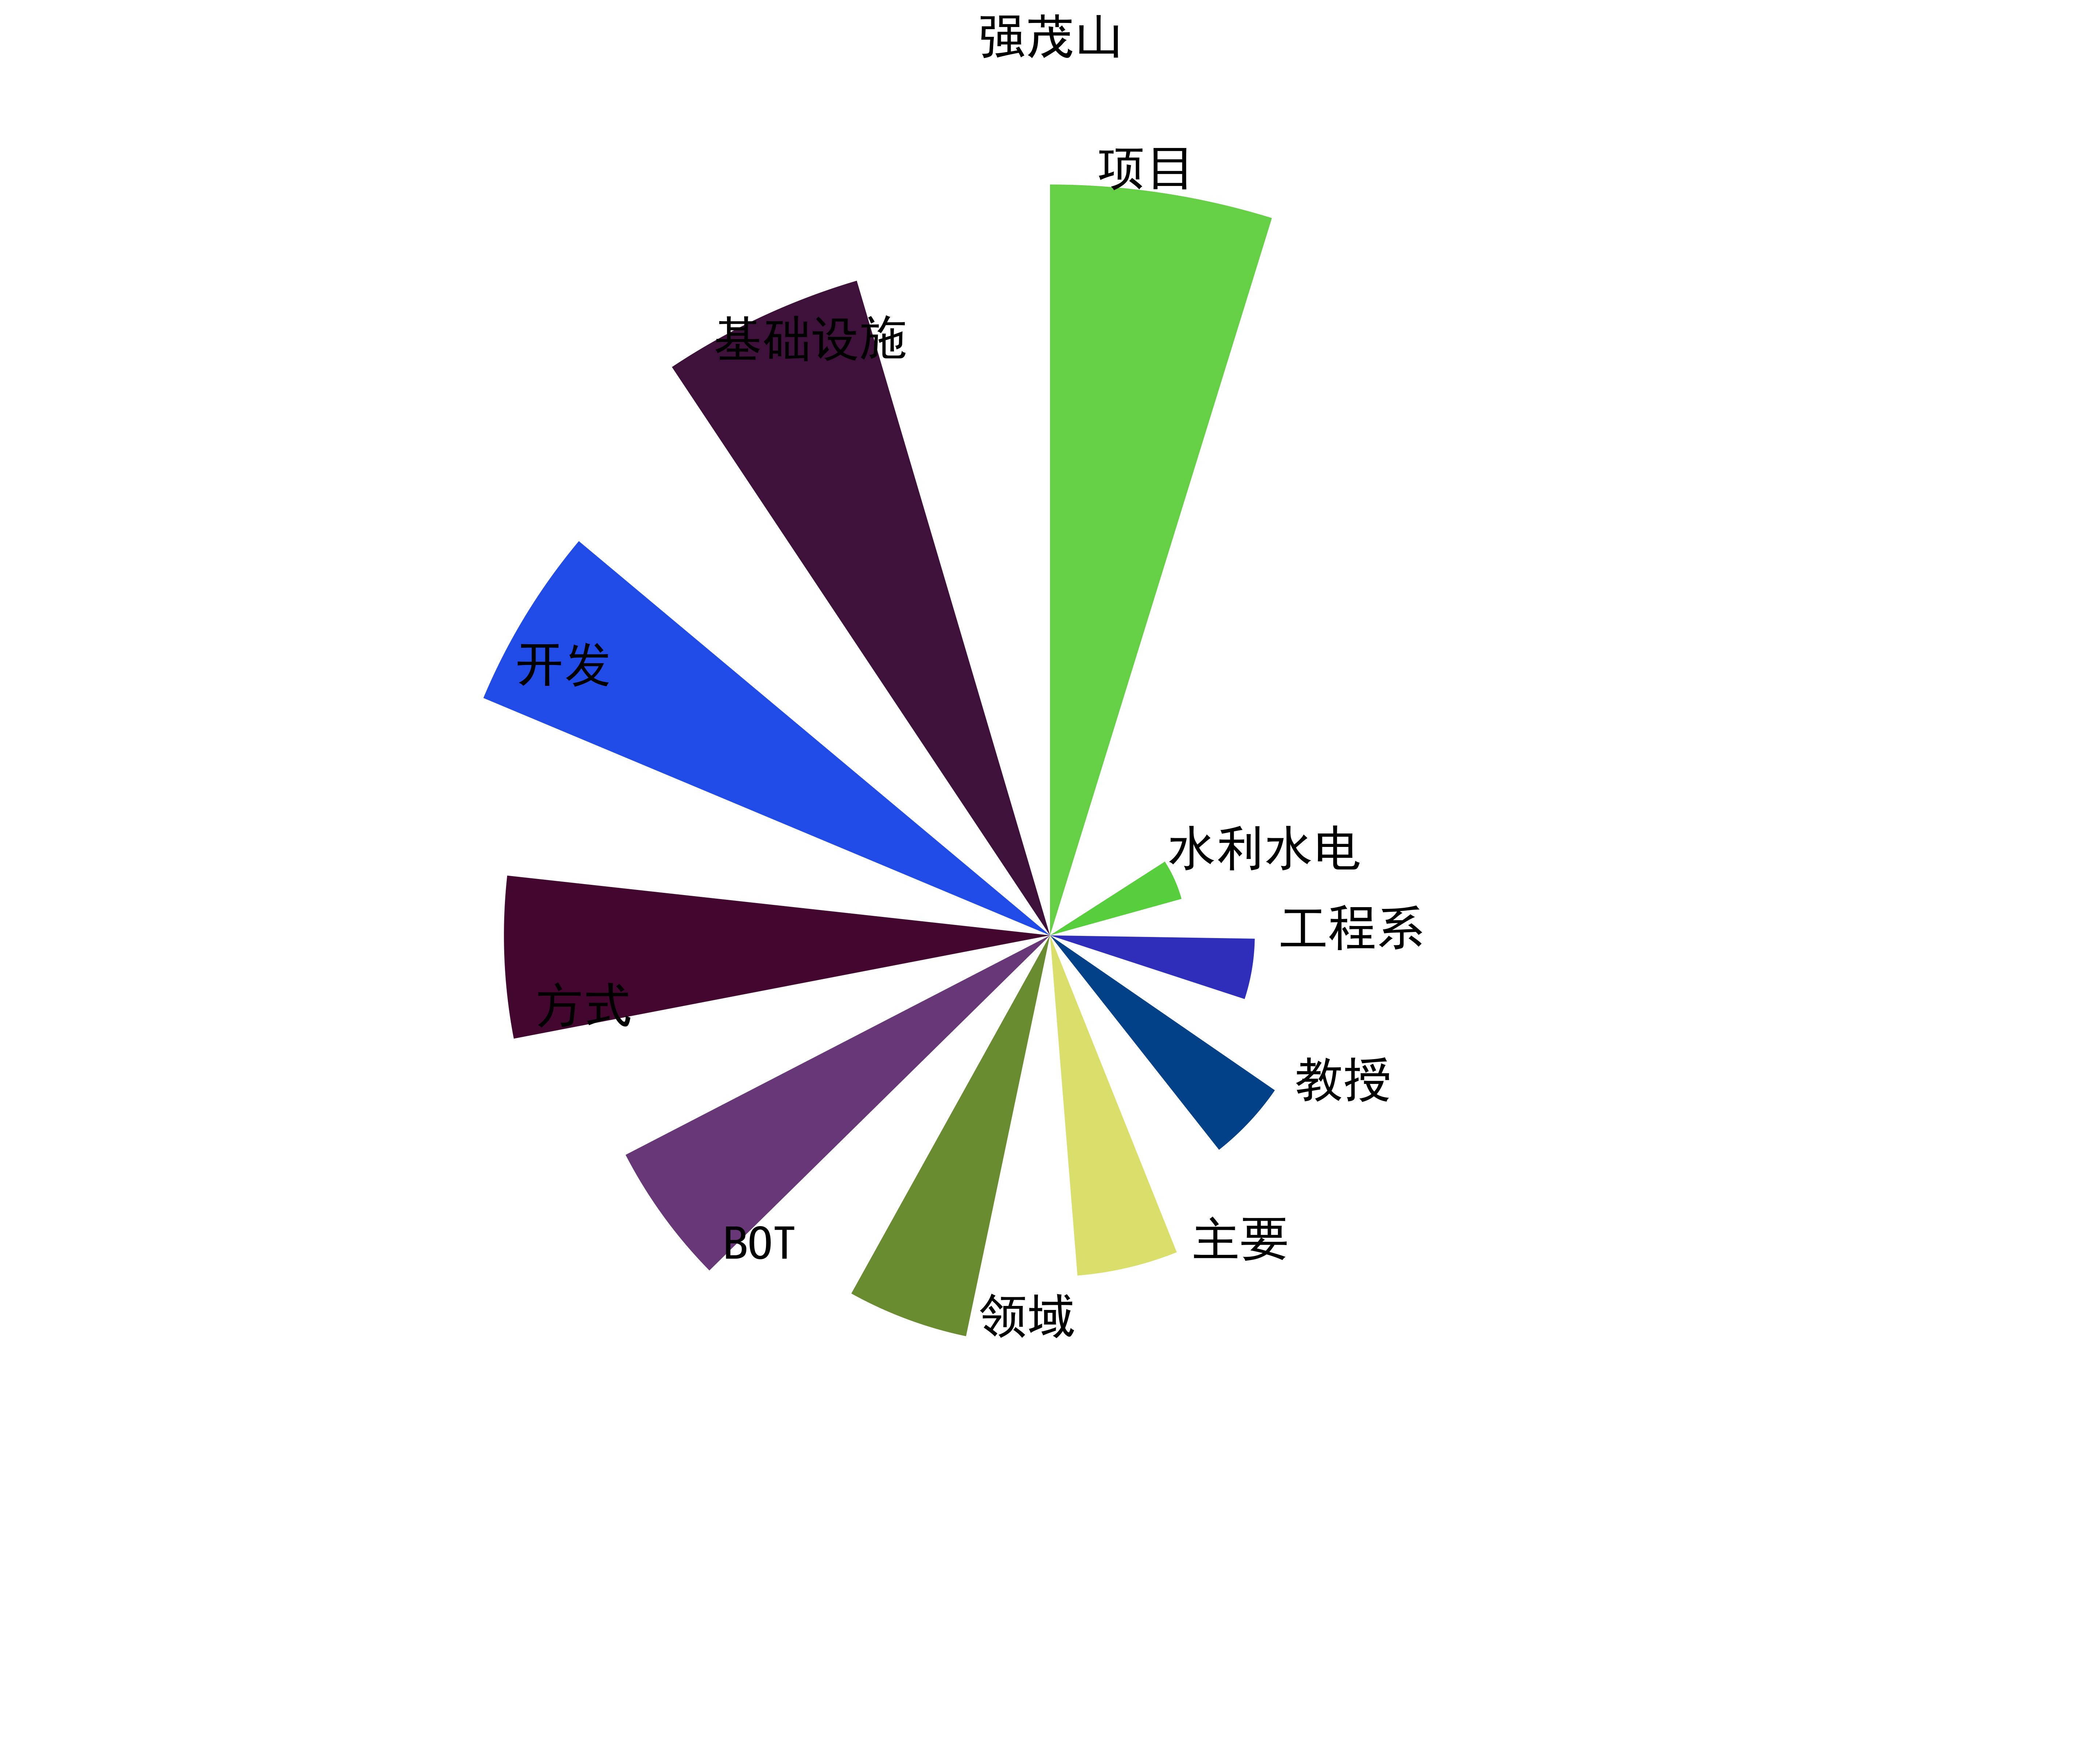 强茂山
项目
基础设施
开发
水利水电
工程系
方式
教授
主要
BOT
领域